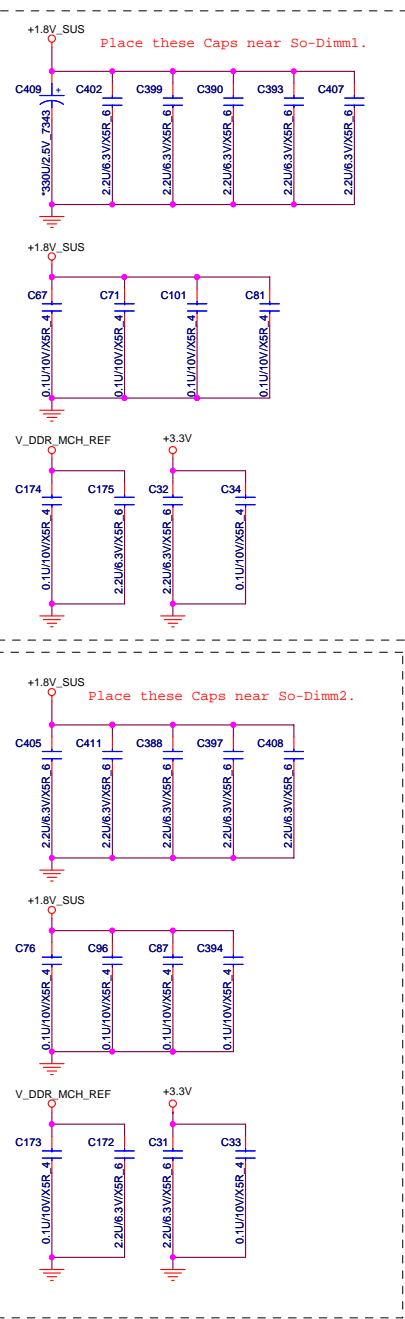 +1.8V_SUS
Place these Caps near So-Dimm1.
C409 C402 C399 C390 C393 C407
+
*330U/2.5V_7343 2.2U/6.3V/X5R_6 2.2U/6.3V/X5R_6 2.2U/6.3V/X5R_6 2.2U/6.3V/X5R_6 2.2U/6.3V/X5R_6
+1.8V_SUS
C67 C71 C101 C81
0.1U/10V/X5R_4 0.1U/10V/X5R_4 0.1U/10V/X5R_4 0.1U/10V/X5R_4
V_DDR_MCH_REF +3.3V
C174 C175 C32 C34
0.1U/10V/X5R_4 2.2U/6.3V/X5R_6 2.2U/6.3V/X5R_6 0.1U/10V/X5R_4
+1.8V_SUS
Place these Caps near So-Dimm2.
C405 C411 C388 C397 C408
2.2U/6.3V/X5R_6 2.2U/6.3V/X5R_6 2.2U/6.3V/X5R_6 2.2U/6.3V/X5R_6 2.2U/6.3V/X5R_6
+1.8V_SUS
C76 C96 C87 C394
0.1U/10V/X5R_4 0.1U/10V/X5R_4 0.1U/10V/X5R_4 0.1U/10V/X5R_4
V_DDR_MCH_REF +3.3V
C173 C172 C31 C33
0.1U/10V/X5R_4 2.2U/6.3V/X5R_6 2.2U/6.3V/X5R_6 0.1U/10V/X5R_4